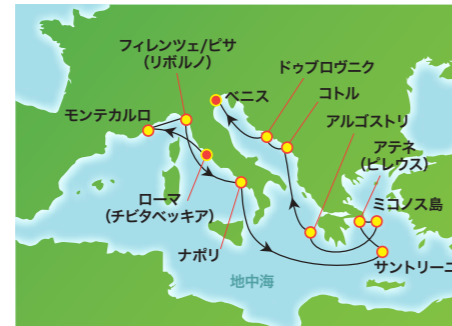 フィレンツェ/ピサ
(リボルノ)
ドゥブロヴニク
ベニス
コトル
モンテカルロ
アルゴストリ
アテネ
(ピレウス)
ミコノス島
ローマ
(チビタベッキア)
ナポリ
サントリーニ
地中海